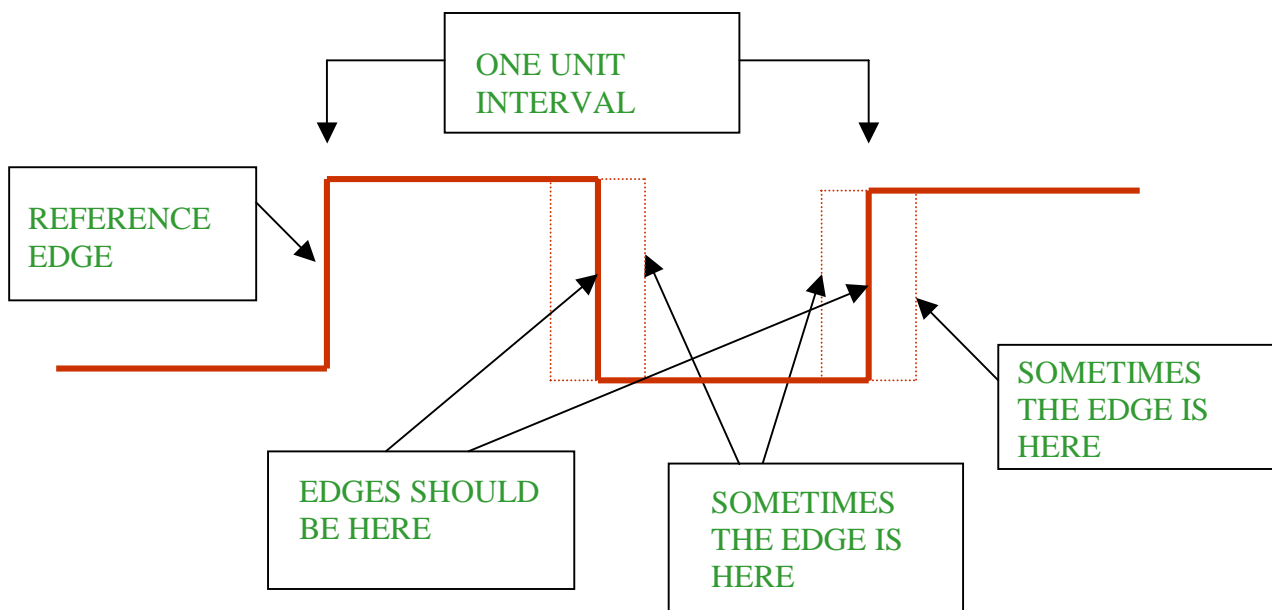 ONE UNIT
INTERVAL
REFERENCE
EDGE
EDGES SHOULD
BE HERE
SOMETIMES
THE EDGE IS
HERE
SOMETIMES
THE EDGE IS
HERE